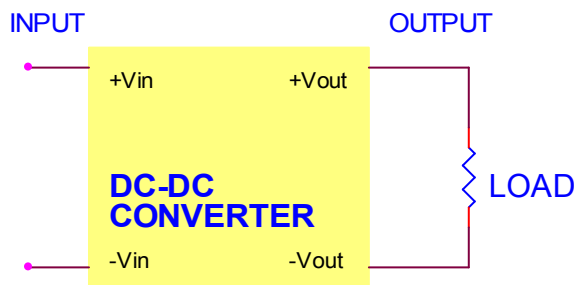 INPUT
OUTPUT
+Vin
+Vout
DC-DC
CONVERTER
LOAD
-Vin
-Vout